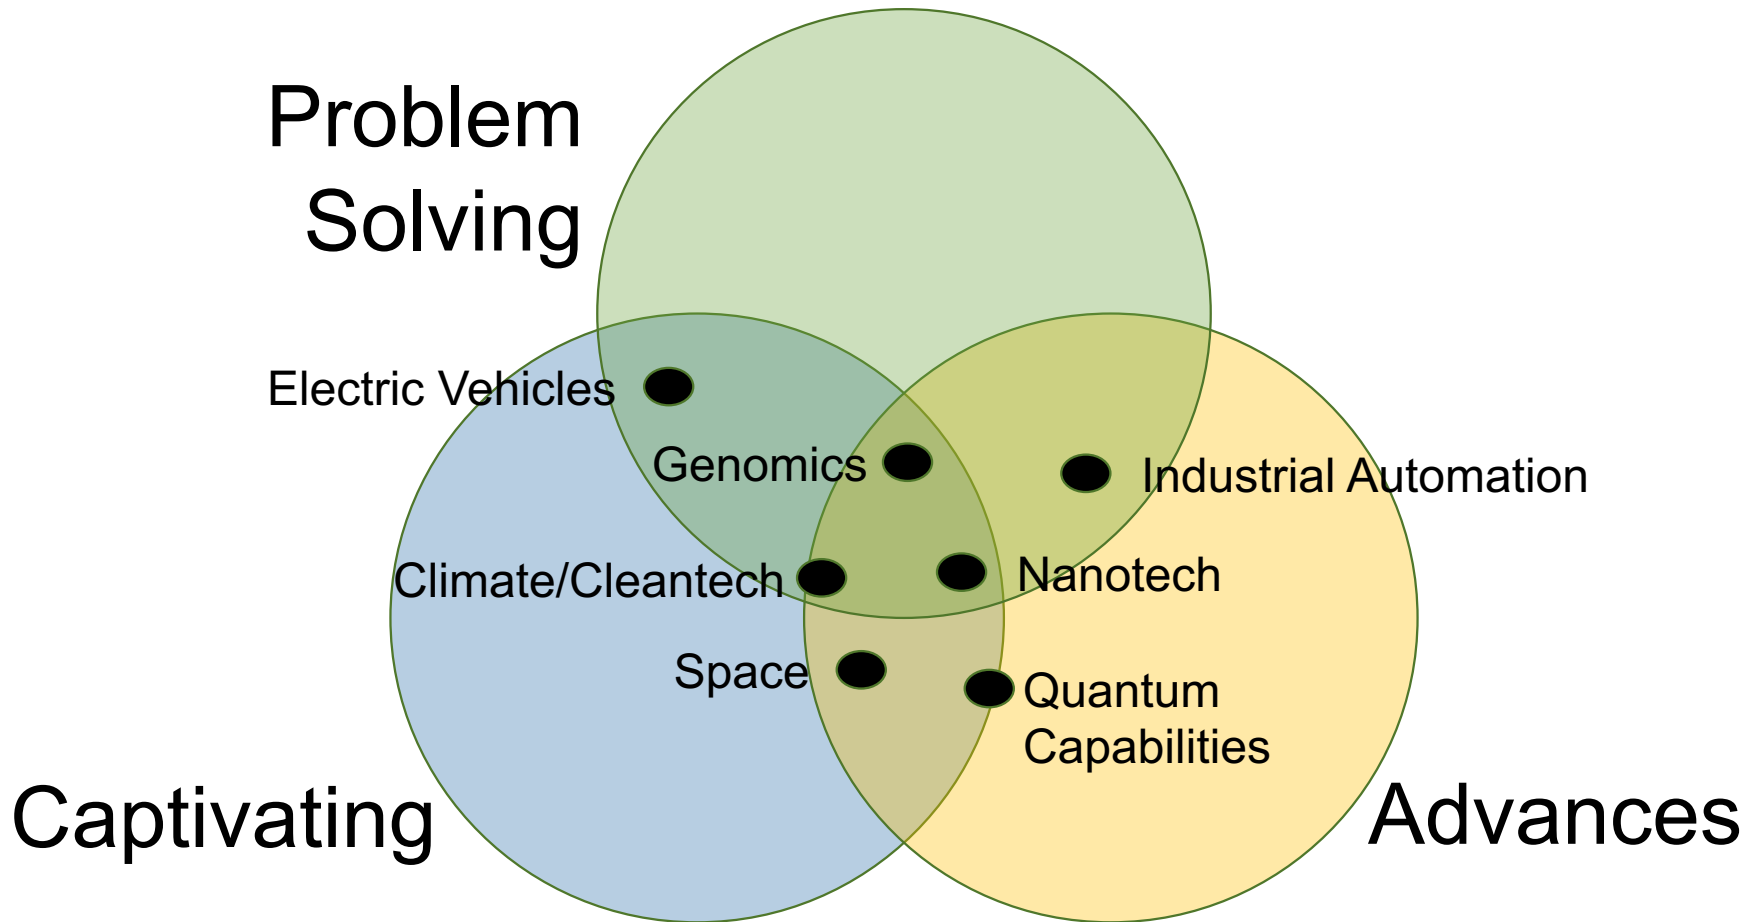 Problem
Solving
Electric Vehicles
Genomics
Industrial Automation
Climate/Cleantech
Nanotech
Space
Quantum
Capabilities
Captivating
Advances